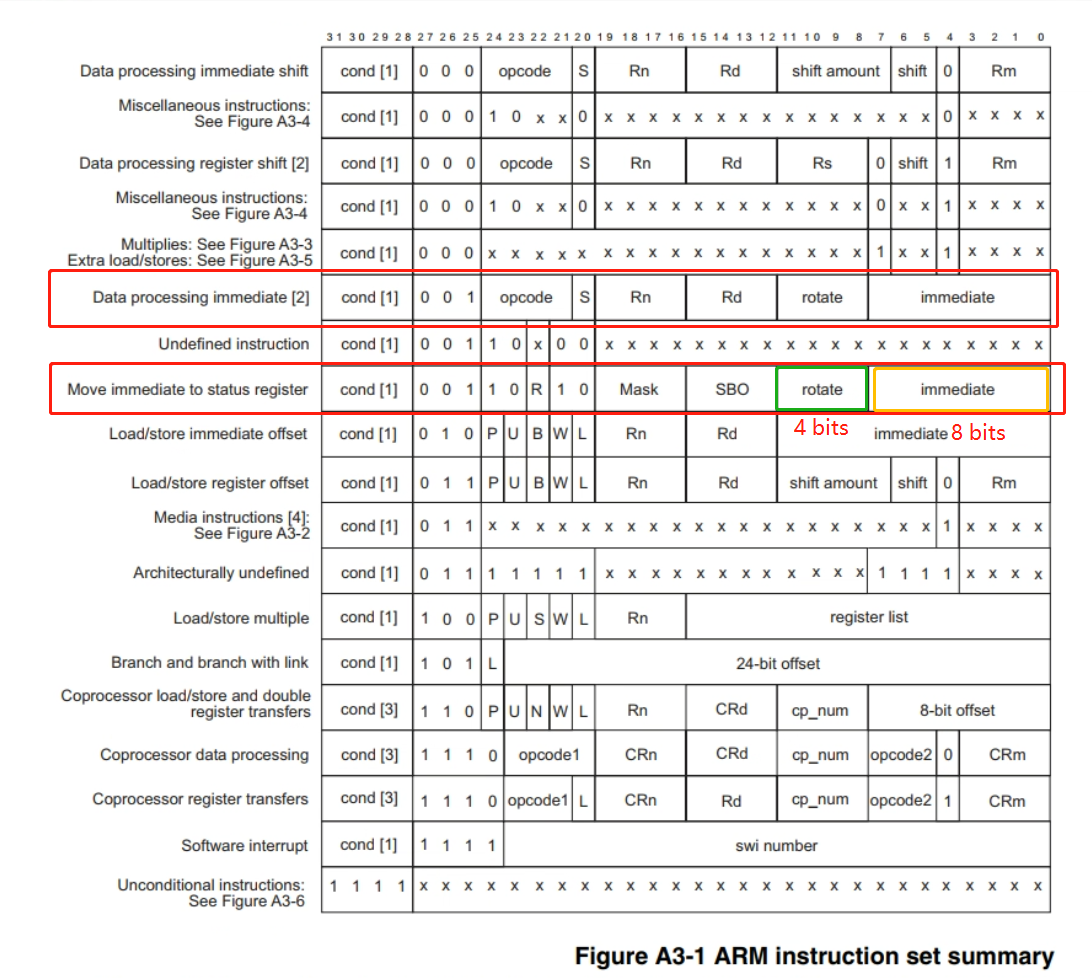 31 30 29 28 27 26 25 24 23 22 21 20 19 18 17 16 15 14 13 12 11 10 9 8 7 6 5 4 3 2 1 0
Data processing immediate shift cond [1] 0 0 0 opcode S Rn Rd shift amount shift 0 Rm
Miscellaneous instructions:
See Figure A3-4 cond [1] 0 0 0 1 0 x x 0 x x x x x x x x x x x x x x x 0 x x x x
Data processing register shift [2] cond [1] 0 0 0 opcode S Rn Rd Rs 0 shift 1 Rm
Miscellaneous instructions:
See Figure A3-4 cond [1] 0 0 0 1 0 x x 0 x x x x x x x x x x x x 0 x x 1 x x x x
Multiplies: See Figure A3-3
Extra load/stores: See Figure A3-5 cond [1] 0 0 0 x x x x x x x x x x x x x x x x x 1 x x 1 x x x x
Data processing immediate [2] cond [1] 0 0 1 opcode S Rn Rd rotate immediate
Undefined instruction cond [1] 0 0 1 1 0 x 0 0 x x x x x x x x x x x x x x x x x x x x
Move immediate to status register cond [1] 0 0 1 1 0 R 1 0 Mask SBO rotate immediate
4 bits 8 bits
Load/store immediate offset cond [1] 0 1 0 P U B W L Rn Rd immediate
Load/store register offset cond [1] 0 1 1 P U B W L Rn Rd shift amount shift 0 Rm
Media instructions [4]:
See Figure A3-2 cond [1] 0 1 1 x x x x x x x x x x x x x x x x x x x x 1 x x x x
Architecturally undefined cond [1] 0 1 1 1 1 1 1 1 x x x x x x x x x x x x 1 1 1 1 x x x x
Load/store multiple cond [1] 1 0 0 P U S W L Rn register list
Branch and branch with link cond [1] 1 0 1 L 24-bit offset
Coprocessor load/store and double
register transfers cond [3] 1 1 0 P U N W L Rn CRd cp_num 8-bit offset
Coprocessor data processing cond [3] 1 1 1 0 opcode1 CRn CRd cp_num opcode2 0 CRm
Coprocessor register transfers cond [3] 1 1 1 0 opcode1 L CRn Rd cp_num opcode2 1 CRm
Software interrupt cond [1] 1 1 1 1 swi number
Unconditional instructions:
See Figure A3-6 1 1 1 1 x x x x x x x x x x x x x x x x x x x x x x x x x x x x
Figure A3-1 ARM instruction set summary